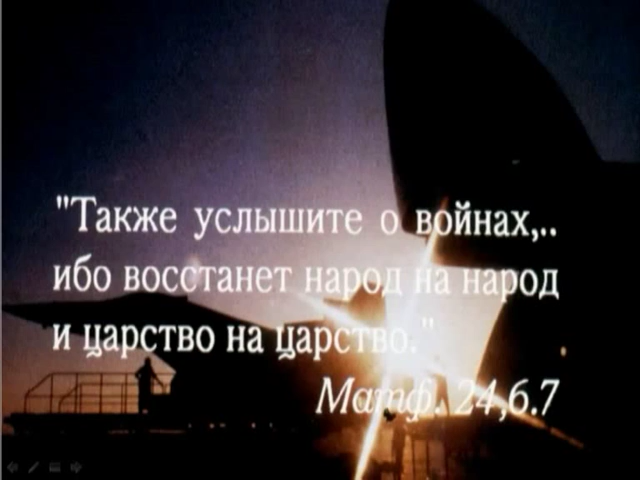 "Также услышите о войнах,..
ибо восстанет народ на народ
и царство на царство."
Матф. 24,6.7